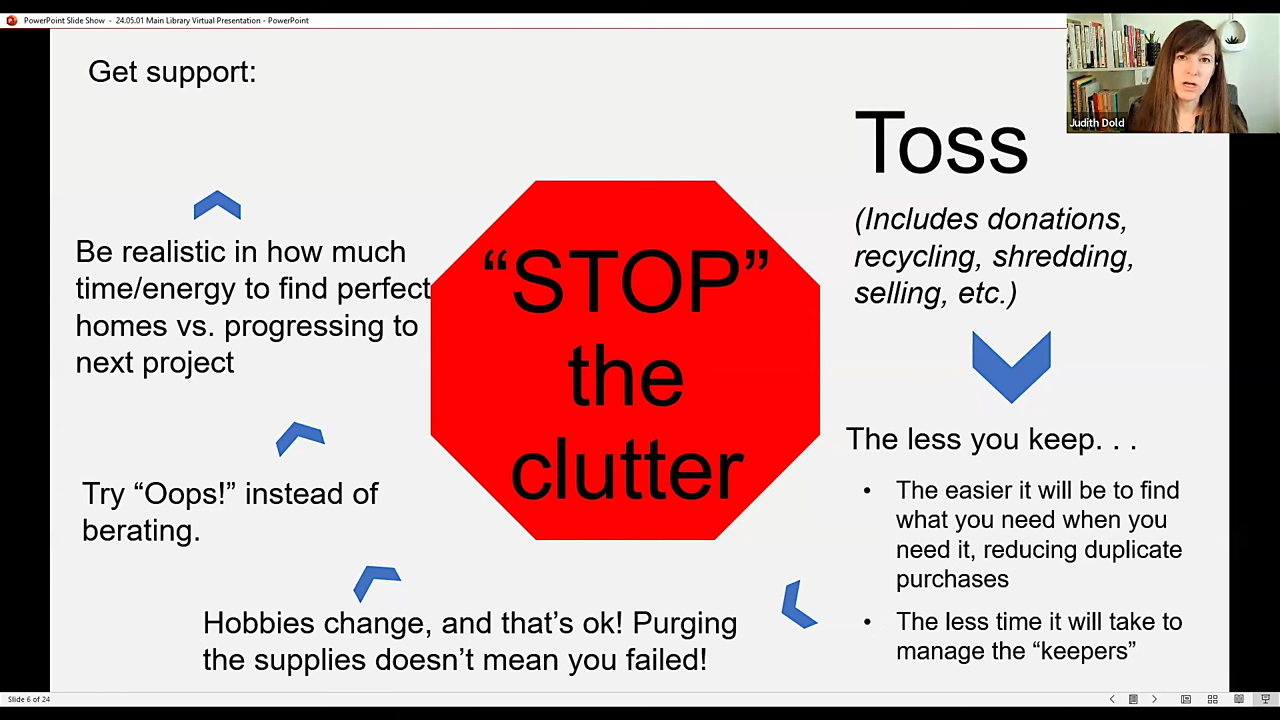 PowerPoint Slide Show - 24.05.01 Main Library Virtual Presentation - PowerPoint
Judith Dold
Get support:
Toss
(Includes donations,
recycling, shredding,
selling, etc.)
“STOP”
the
clutter
The less you keep. . .
• The easier it will be to find
what you need when you
need it, reducing duplicate
purchases
• The less time it will take to
manage the “keepers”
Hobbies change, and that’s ok! Purging
the supplies doesn’t mean you failed!
Try “Oops!” instead of
berating.
Be realistic in how much
time/energy to find perfect
homes vs. progressing to
next project
Slide 6 of 24